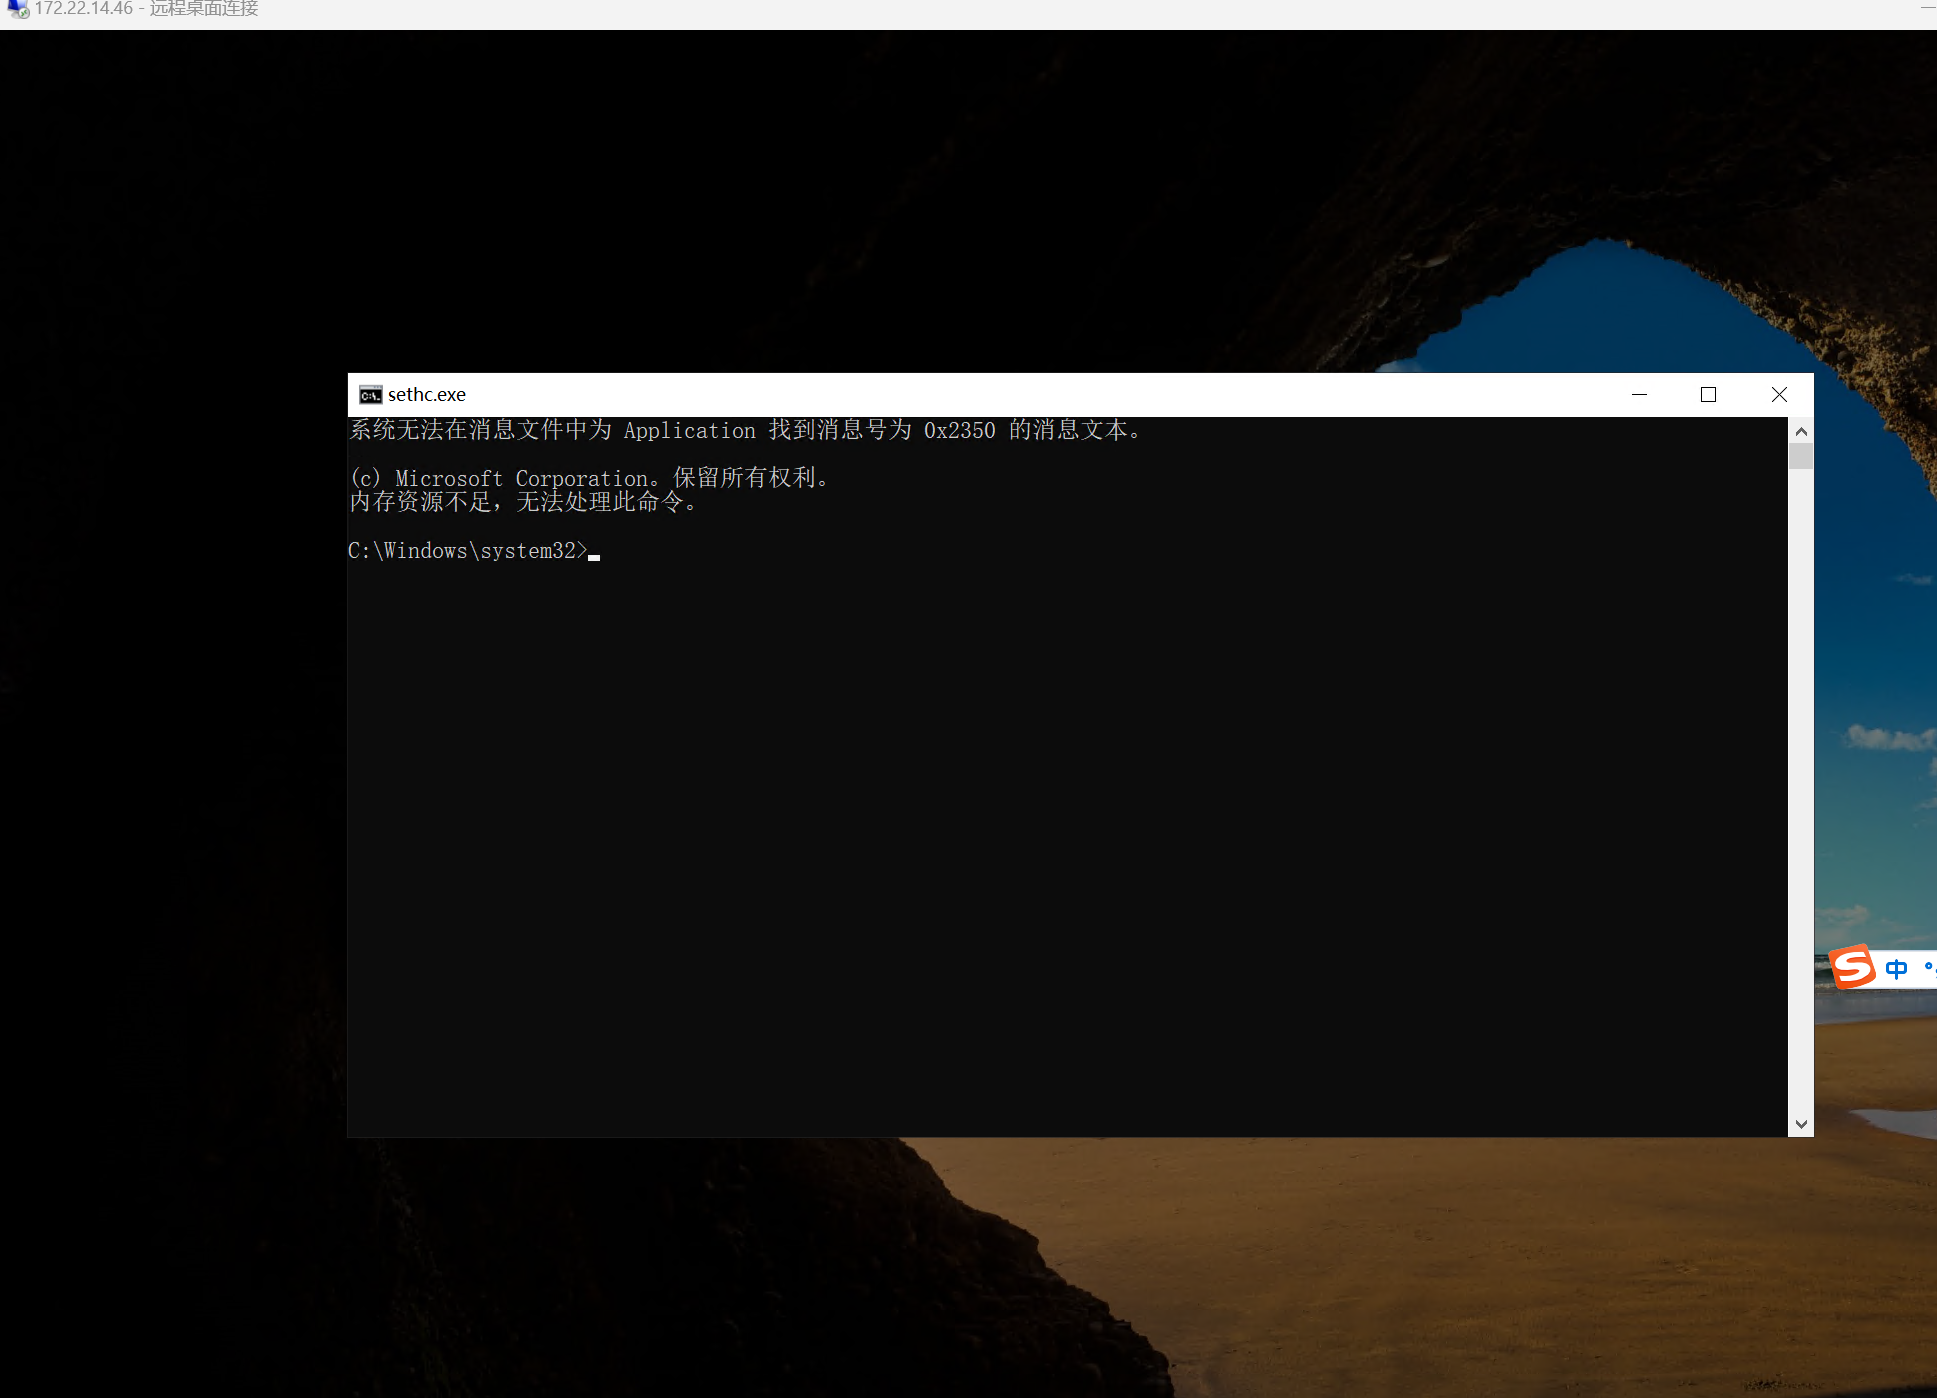 172.22.14.46 - 远程桌面连接
sethc.exe
系统无法在消息文件中为 Application 找到消息号为 0x2350 的消息文本。
(c) Microsoft Corporation。保留所有权利。
内存资源不足，无法处理此命令。
C:\Windows\system32>
中